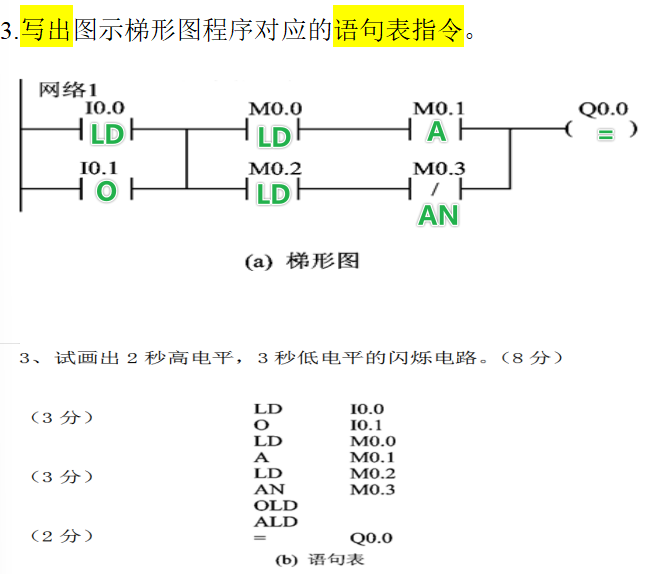 3.写出图示梯形图程序对应的语句表指令。
网络1
I0.0 M0.0 M0.1 Q0.0
LD LD A ( = )
I0.1 M0.2 M0.3
O LD /
AN
(a) 梯形图
3、试画出 2 秒高电平，3 秒低电平的闪烁电路。（8 分）
LD I0.0
（3 分） O I0.1
LD M0.0
A M0.1
（3 分） LD M0.2
AN M0.3
OLD
ALD
（2 分） = Q0.0
(b) 语句表